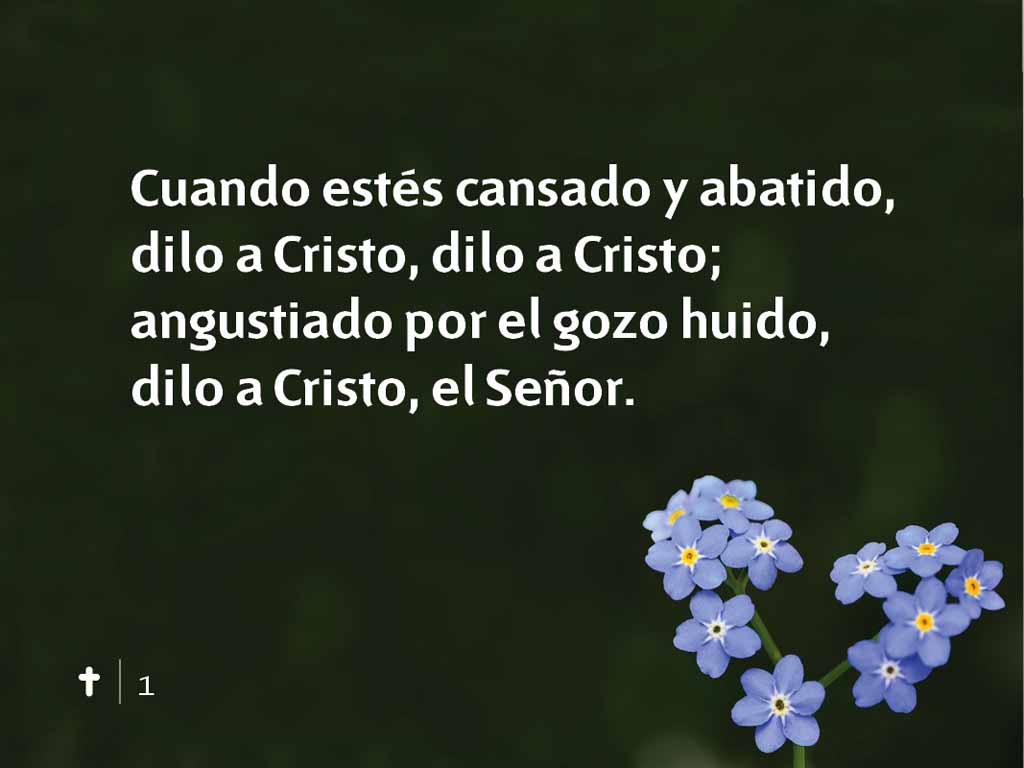 Cuando estés cansado y abatido,
dilo a Cristo, dilo a Cristo;
angustiado por el gozo huido,
dilo a Cristo, el Señor.
1